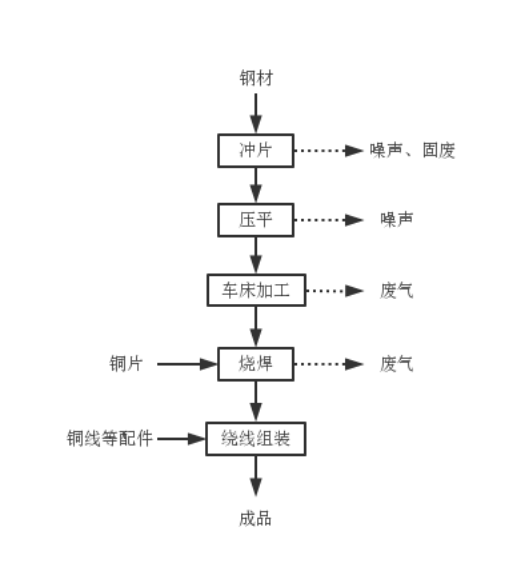 钢材
冲片 噪声、固废
压平 噪声
车床加工 废气
铜片 烧焊 废气
铜线等配件 绕线组装
成品